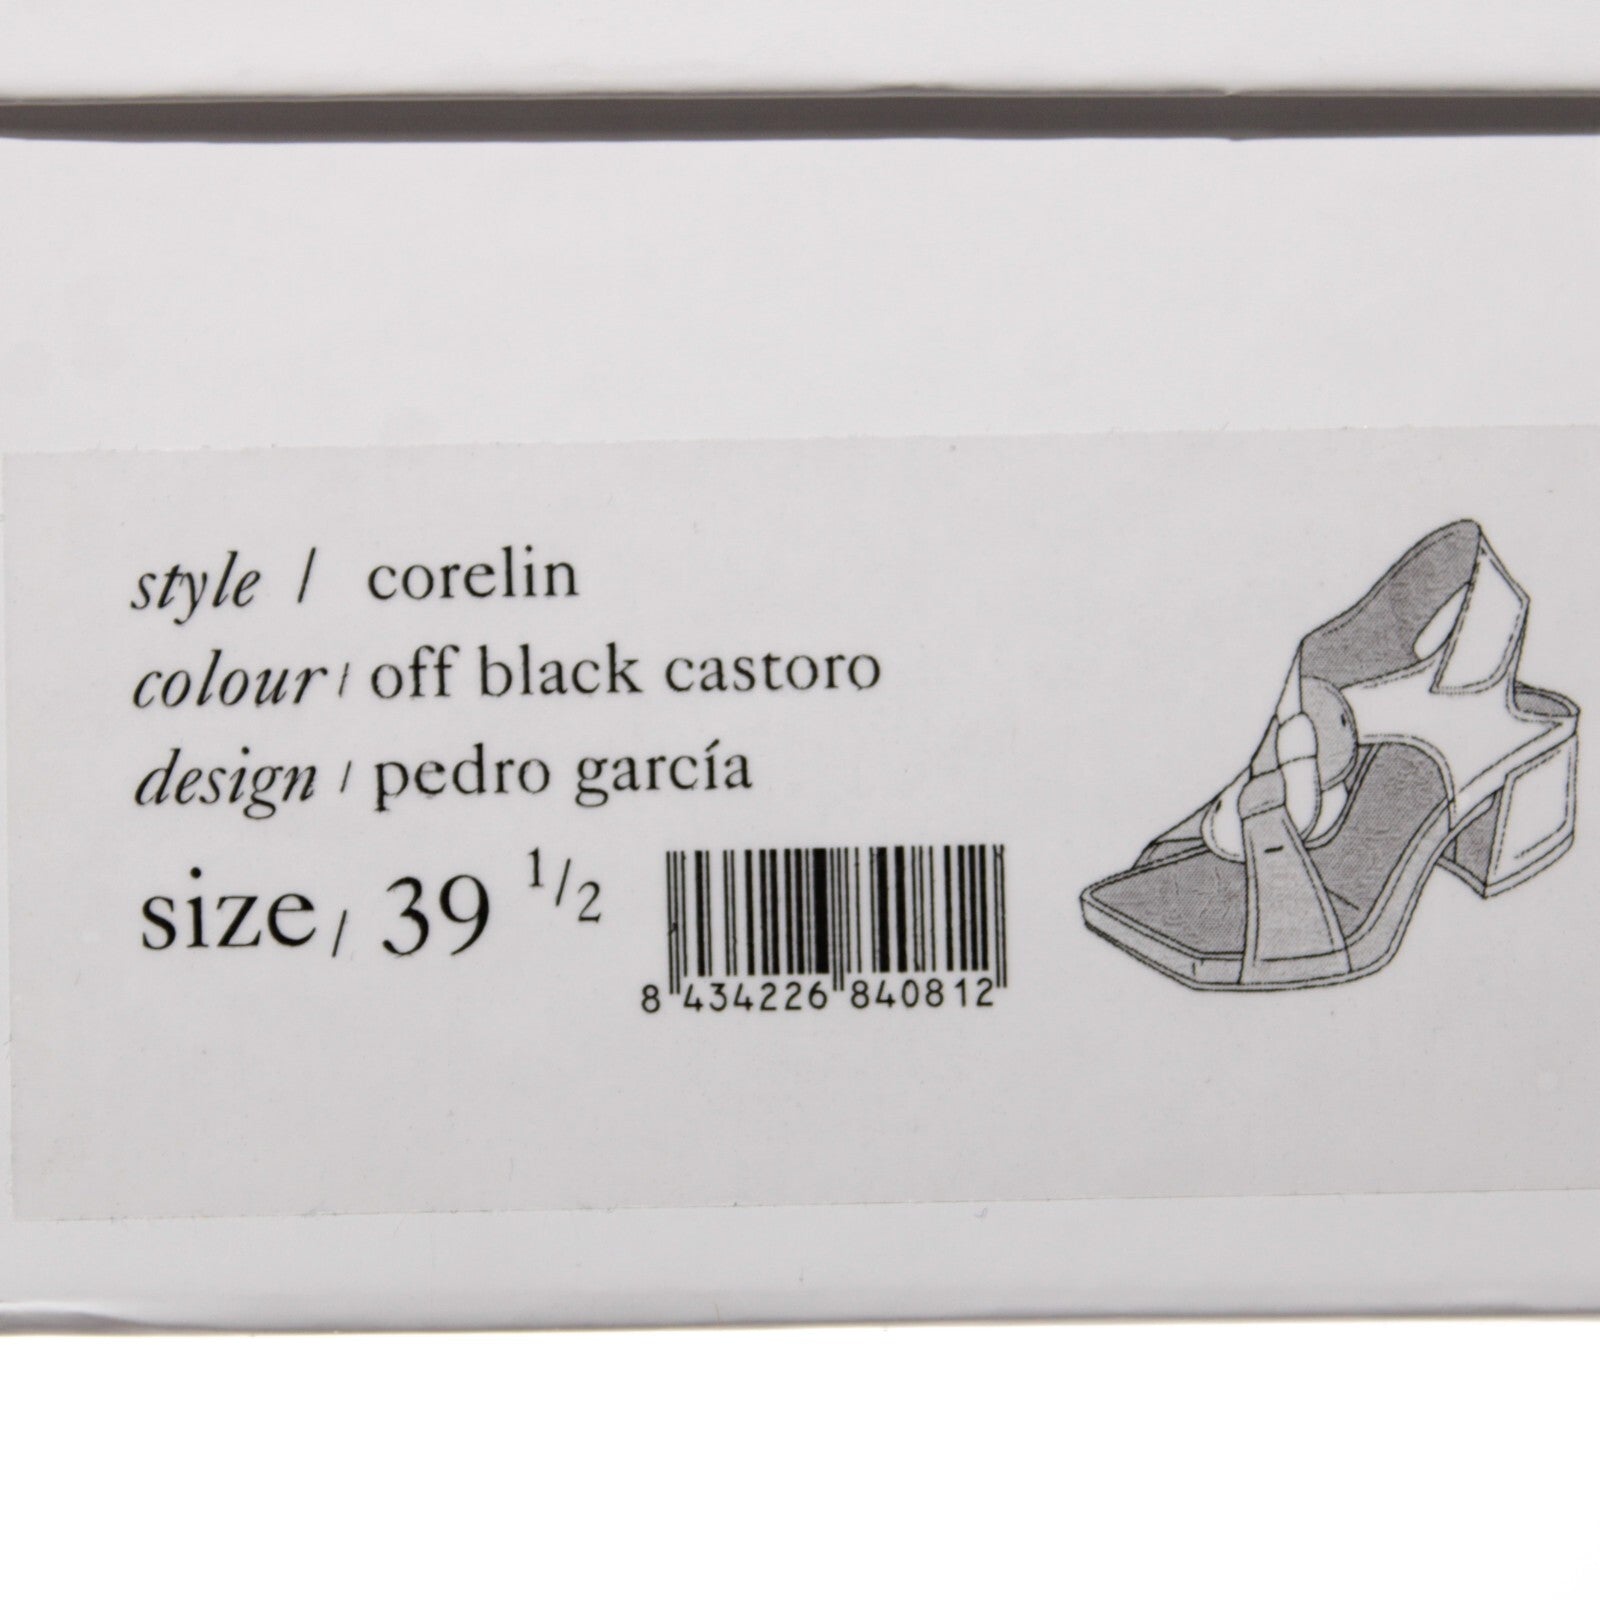 style / corelin
colour / off black castoro
design / pedro garcía
size / 39 1/2
8 434226 840812